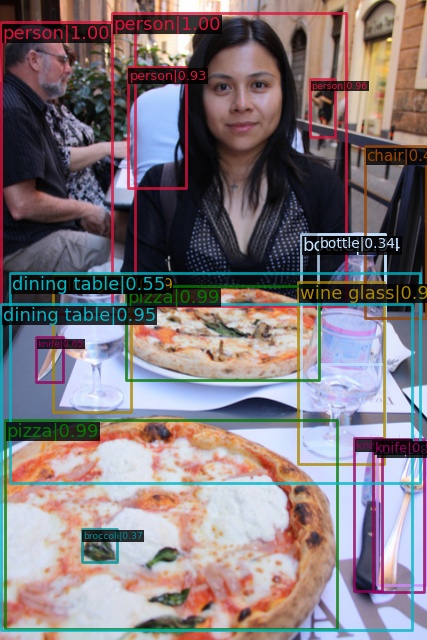 person|1.00
person|1.00
person|0.93
person|0.96
chair|0.4
bottle|0.34
dining table|0.55
pizza|0.99
wine glass|0.9
dining table|0.95
pizza|0.99
knife|0.
broccoli|0.37